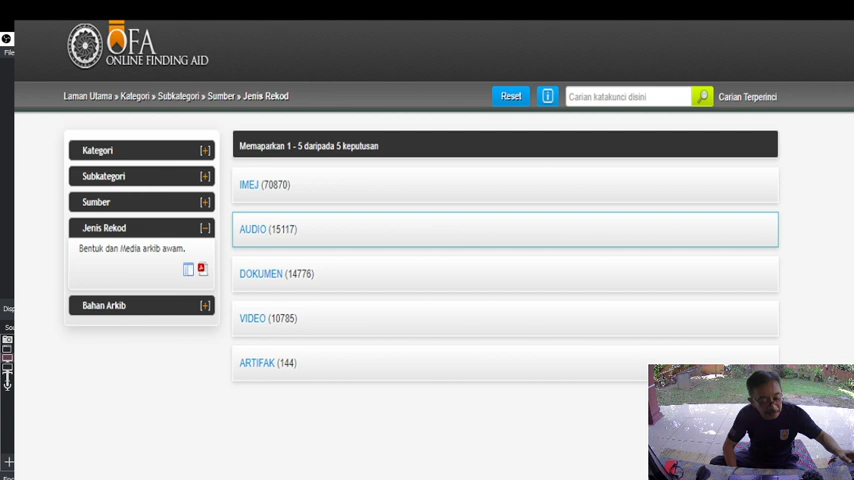 File
OFA
ONLINE FINDING AID
Laman Utama » Kategori » Subkategori » Sumber » Jenis Rekod
Reset
Carian katakunci disini
Carian Terperinci
Kategori [+]
Subkategori [+]
Sumber [+]
Jenis Rekod [−]
Bentuk dan Media arkib awam.
Bahan Arkib [+]
Memaparkan 1 - 5 daripada 5 keputusan
IMEJ (70870)
AUDIO (15117)
DOKUMEN (14776)
VIDEO (10785)
ARTIFAK (144)